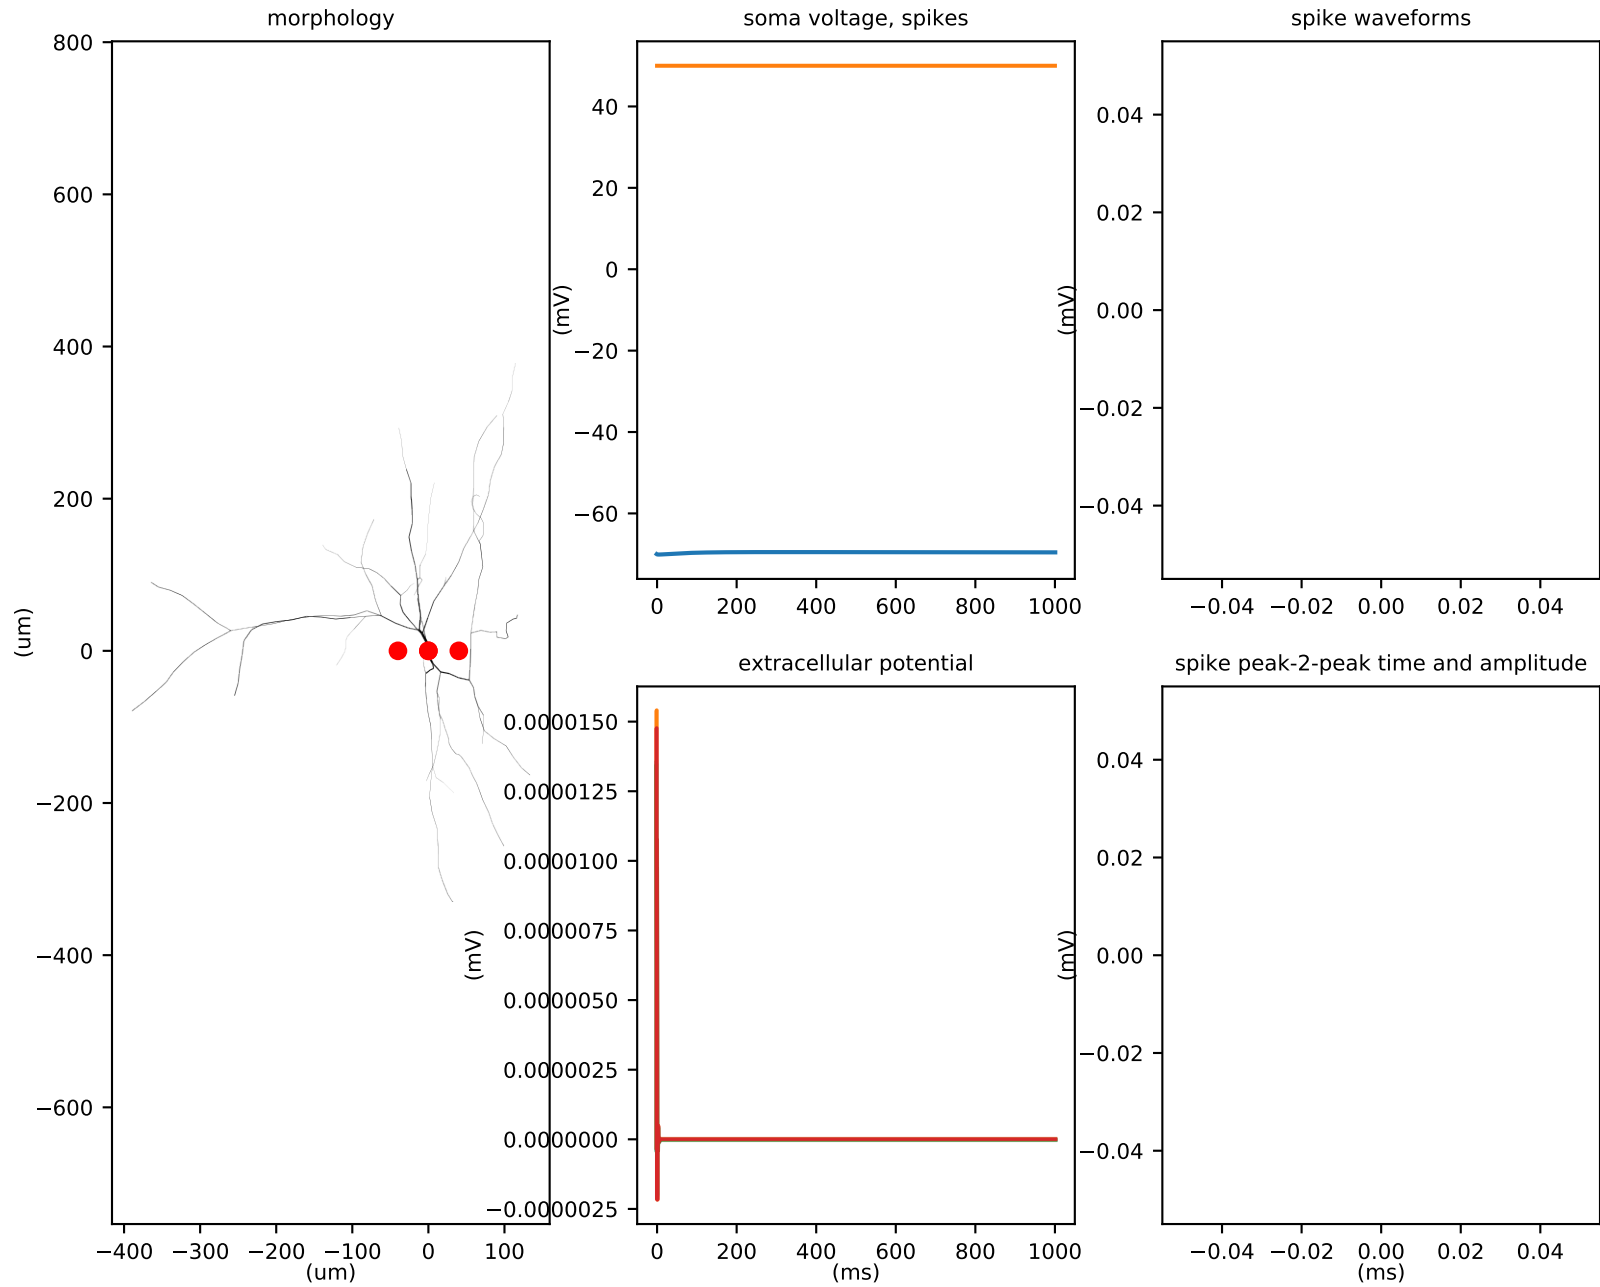 morphology
800
600
400
200
0
−200
−400
−600
(um)
−400 −300 −200 −100 0 100
(um)
soma voltage, spikes
40
20
0
−20
−40
−60
(mV)
0 200 400 600 800 1000
spike waveforms
0.04
0.02
0.00
−0.02
−0.04
(mV)
−0.04 −0.02 0.00 0.02 0.04
extracellular potential
0.0000150
0.0000125
0.0000100
0.0000075
0.0000050
0.0000025
0.0000000
−0.0000025
(mV)
0 200 400 600 800 1000
(ms)
spike peak-2-peak time and amplitude
0.04
0.02
0.00
−0.02
−0.04
(mV)
−0.04 −0.02 0.00 0.02 0.04
(ms)